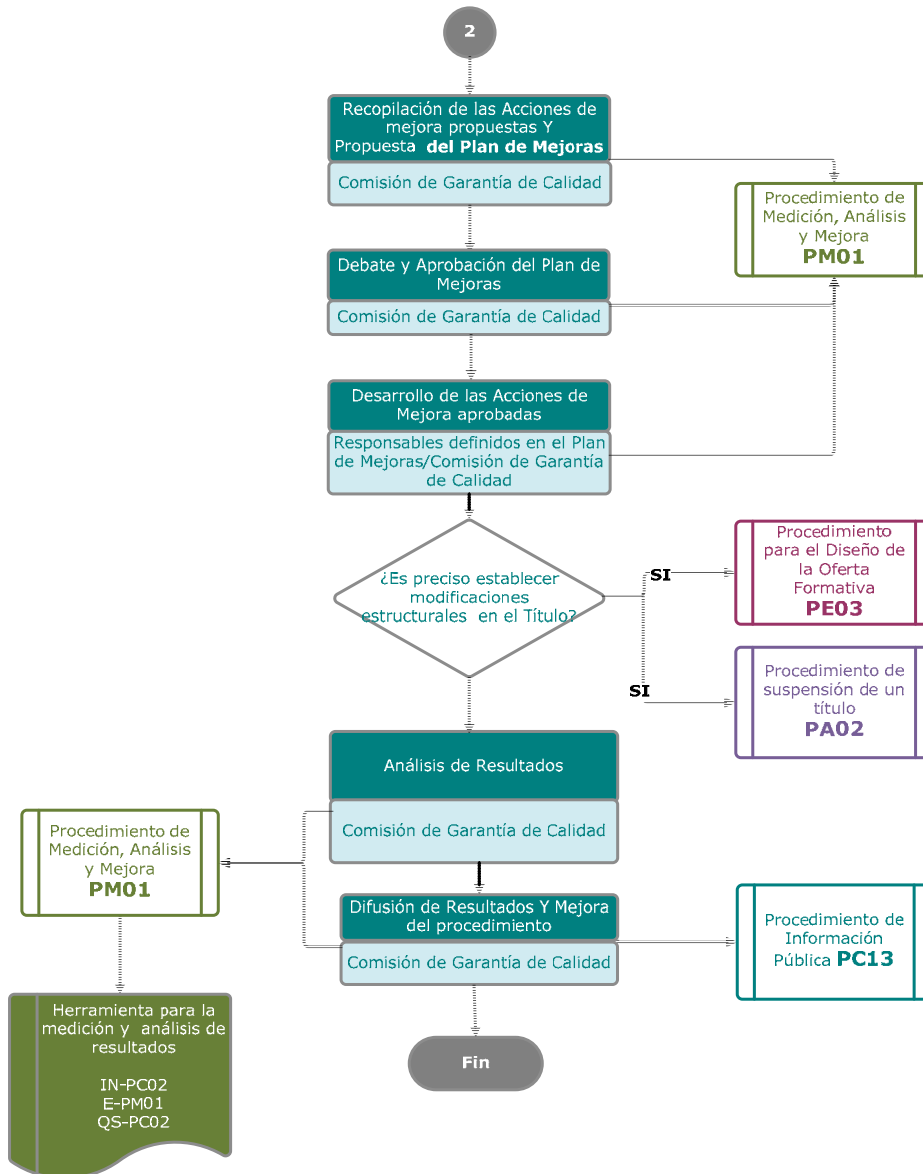 2
Recopilación de las Acciones de
mejora propuestas Y
Propuesta del Plan de Mejoras
Comisión de Garantía de Calidad
Procedimiento de
Medición, Análisis
y Mejora
PM01
Debate y Aprobación del Plan de
Mejoras
Comisión de Garantía de Calidad
Desarrollo de las Acciones de
Mejora aprobadas
Responsables definidos en el Plan
de Mejoras/Comisión de Garantía
de Calidad
¿Es preciso establecer
modificaciones
estructurales en el Título?
SI
Procedimiento
para el Diseño de
la Oferta
Formativa
PE03
SI
Procedimiento de
suspensión de un
título
PA02
Análisis de Resultados
Comisión de Garantía de Calidad
Procedimiento de
Medición, Análisis
y Mejora
PM01
Difusión de Resultados Y Mejora
del procedimiento
Comisión de Garantía de Calidad
Procedimiento de
Información
Pública PC13
Herramienta para la
medición y análisis de
resultados
IN-PC02
E-PM01
QS-PC02
Fin